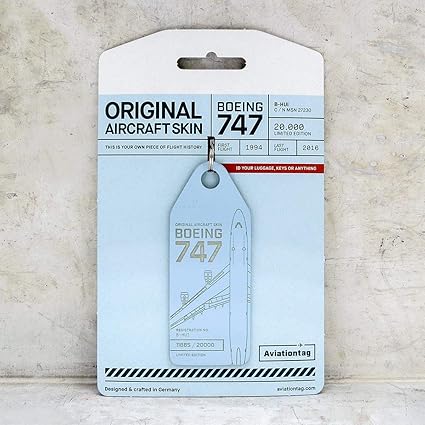 ORIGINAL
AIRCRAFT SKIN
THIS IS YOUR OWN PIECE OF FLIGHT HISTORY
BOEING
747
B-HUI
C / N MSN 27230
20.000
LIMITED EDITION
FIRST
FLIGHT
1994
LAST
FLIGHT
2016
ID YOUR LUGGAGE, KEYS OR ANYTHING
ORIGINAL AIRCRAFT SKIN
BOEING
747
REGISTRATION NO.
B-HUI
/ 20000
LIMITED EDITION
Aviationtag
Designed & crafted in Germany
aviationtag.com